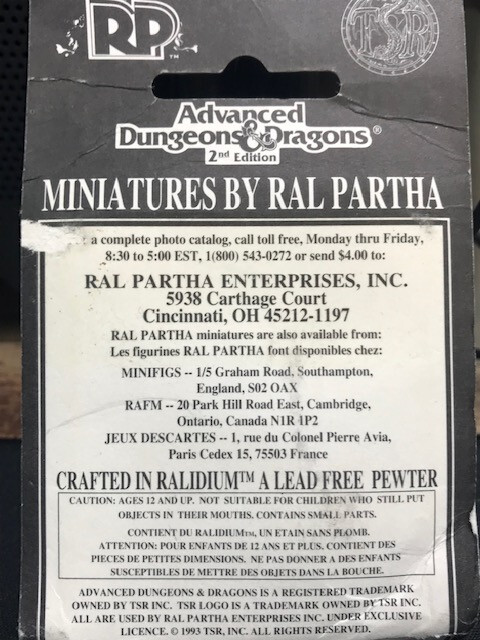 RP TM
TSR
Advanced
Dungeons & Dragons®
2nd Edition
MINIATURES BY RAL PARTHA
a complete photo catalog, call toll free, Monday thru Friday,
8:30 to 5:00 EST, 1(800) 543-0272 or send $4.00 to:
RAL PARTHA ENTERPRISES, INC.
5938 Carthage Court
Cincinnati, OH 45212-1197
RAL PARTHA miniatures are also available from:
Les figurines RAL PARTHA font disponibles chez:
MINIFIGS -- 1/5 Graham Road, Southampton,
England, S02 OAX
RAFM -- 20 Park Hill Road East, Cambridge,
Ontario, Canada N1R 1P2
JEUX DESCARTES -- 1, rue du Colonel Pierre Avia,
Paris Cedex 15, 75503 France
CRAFTED IN RALIDIUM™ A LEAD FREE PEWTER
CAUTION: AGES 12 AND UP. NOT SUITABLE FOR CHILDREN WHO STILL PUT
OBJECTS IN THEIR MOUTHS. CONTAINS SMALL PARTS.
CONTIENT DU RALIDIUM™, UN ETAIN SANS PLOMB.
ATTENTION: POUR ENFANTS DE 12 ANS ET PLUS. CONTIENT DES
PIECES DE PETITES DIMENSIONS. NE PAS DONNER A DES ENFANTS
SUSCEPTIBLES DE METTRE DES OBJETS DANS LA BOUCHE.
ADVANCED DUNGEONS & DRAGONS IS A REGISTERED TRADEMARK
OWNED BY TSR INC. TSR LOGO IS A TRADEMARK OWNED BY TSR INC.
ALL ARE USED BY RAL PARTHA ENTERPRISES INC. UNDER EXCLUSIVE
LICENCE. © 1993 TSR, INC. ALL RIGHTS RESERVED.